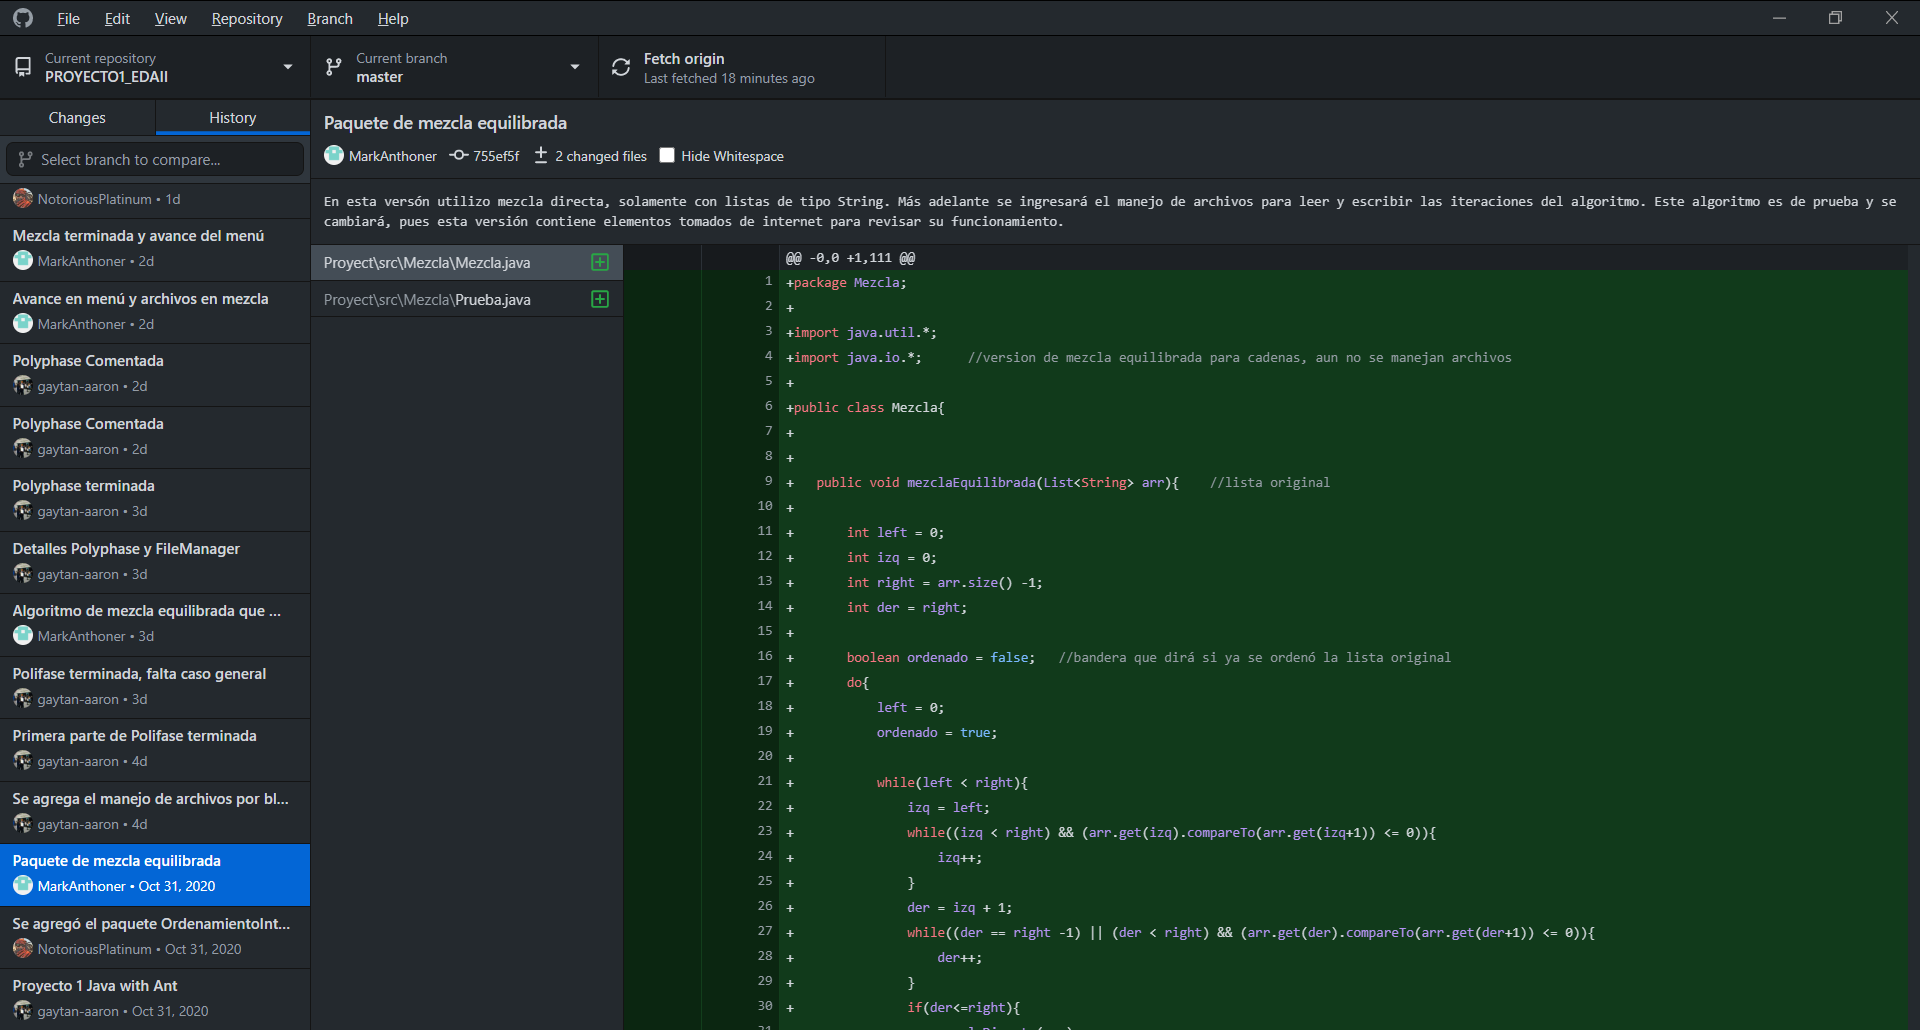 File Edit View Repository Branch Help
Current repository
PROYECTO1_EDAII
Current branch
master
Fetch origin
Last fetched 18 minutes ago
Changes
History
Select branch to compare...
NotoriousPlatinum • 1d
Mezcla terminada y avance del menú
MarkAnthoner • 2d
Avance en menú y archivos en mezcla
MarkAnthoner • 2d
Polyphase Comentada
gaytan-aaron • 2d
Polyphase Comentada
gaytan-aaron • 2d
Polyphase terminada
gaytan-aaron • 3d
Detalles Polyphase y FileManager
gaytan-aaron • 3d
Algoritmo de mezcla equilibrada que ...
MarkAnthoner • 3d
Polifase terminada, falta caso general
gaytan-aaron • 3d
Primera parte de Polifase terminada
gaytan-aaron • 4d
Se agrega el manejo de archivos por bl...
gaytan-aaron • 4d
Paquete de mezcla equilibrada
MarkAnthoner • Oct 31, 2020
Se agregó el paquete OrdenamientoInt...
NotoriousPlatinum • Oct 31, 2020
Proyecto 1 Java with Ant
gaytan-aaron • Oct 31, 2020
Paquete de mezcla equilibrada
MarkAnthoner 755ef5f 2 changed files Hide Whitespace
En esta versón utilizo mezcla directa, solamente con listas de tipo String. Más adelante se ingresará el manejo de archivos para leer y escribir las iteraciones del algoritmo. Este algoritmo es de prueba y se
cambiará, pues esta versión contiene elementos tomados de internet para revisar su funcionamiento.
Proyect\src\Mezcla\Mezcla.java
Proyect\src\Mezcla\Prueba.java
@@ -0,0 +1,111 @@
1 +package Mezcla;
2 +
3 +import java.util.*;
4 +import java.io.*;      //version de mezcla equilibrada para cadenas, aun no se manejan archivos
5 +
6 +public class Mezcla{
7 +
8 +
9 +   public void mezclaEquilibrada(List<String> arr){    //lista original
10 +
11 +       int left = 0;
12 +       int izq = 0;
13 +       int right = arr.size() -1;
14 +       int der = right;
15 +
16 +       boolean ordenado = false;   //bandera que dirá si ya se ordenó la lista original
17 +       do{
18 +           left = 0;
19 +           ordenado = true;
20 +
21 +           while(left < right){
22 +               izq = left;
23 +               while((izq < right) && (arr.get(izq).compareTo(arr.get(izq+1)) <= 0)){
24 +                   izq++;
25 +               }
26 +               der = izq + 1;
27 +               while((der == right -1) || (der < right) && (arr.get(der).compareTo(arr.get(der+1)) <= 0)){
28 +                   der++;
29 +               }
30 +               if(der<=right){